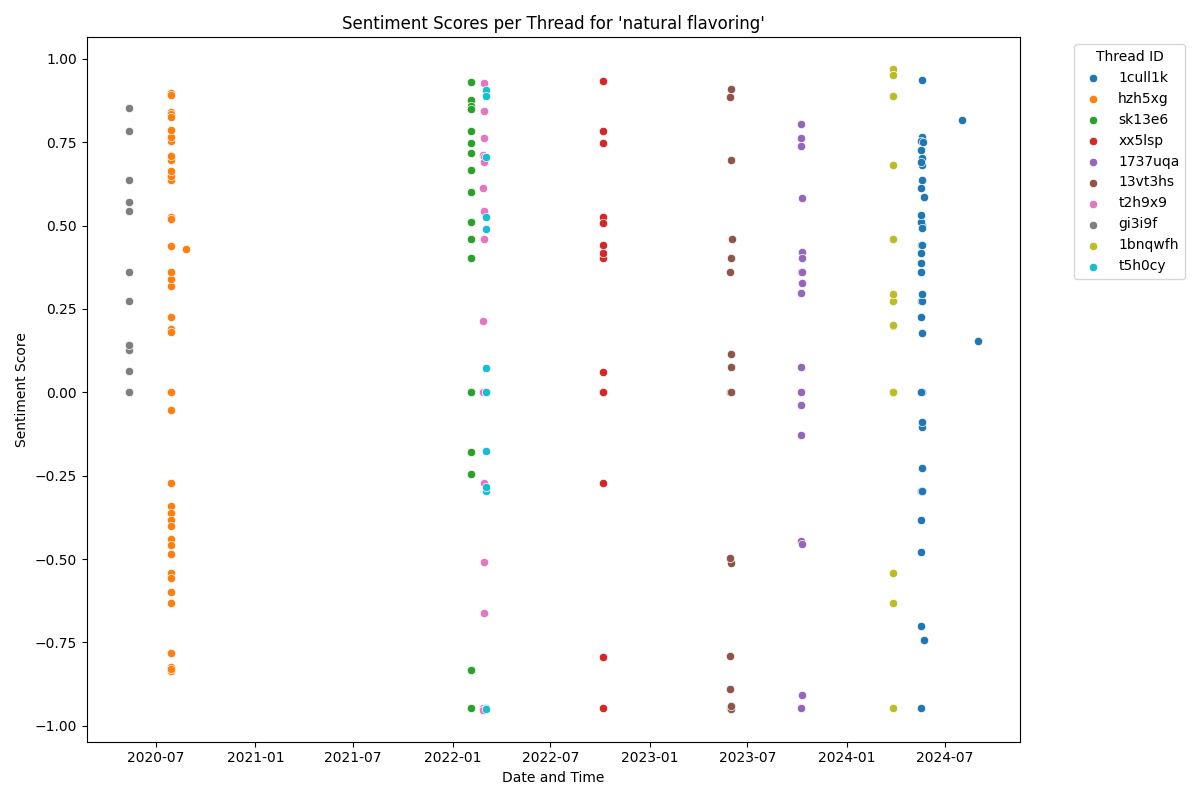 Sentiment Scores per Thread for 'natural flavoring'
Thread ID
1cull1k
hzh5xg
sk13e6
xx5lsp
1737uqa
13vt3hs
t2h9x9
gi3i9f
1bnqwfh
t5h0cy
Sentiment Score
1.00
0.75
0.50
0.25
0.00
−0.25
−0.50
−0.75
−1.00
2020-07 2021-01 2021-07 2022-01 2022-07 2023-01 2023-07 2024-01 2024-07
Date and Time